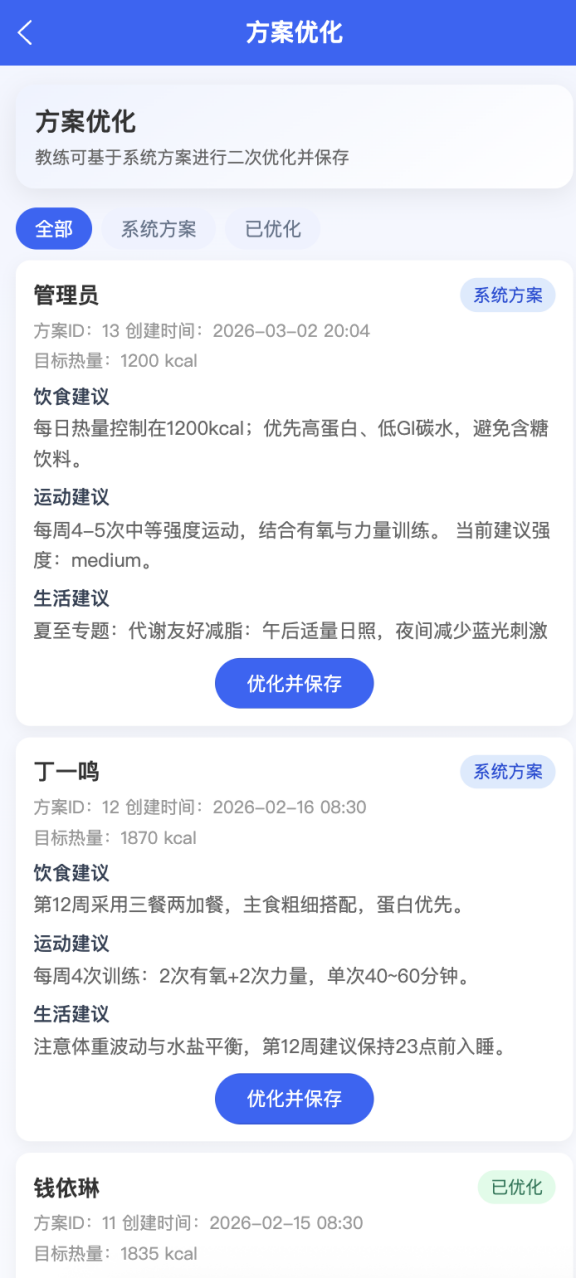 方案优化
方案优化
教练可基于系统方案进行二次优化并保存
全部 系统方案 已优化
管理员 系统方案
方案ID：13 创建时间：2026-03-02 20:04
目标热量：1200 kcal
饮食建议
每日热量控制在1200kcal；优先高蛋白、低GI碳水，避免含糖
饮料。
运动建议
每周4-5次中等强度运动，结合有氧与力量训练。 当前建议强
度：medium。
生活建议
夏至专题：代谢友好减脂：午后适量日照，夜间减少蓝光刺激
优化并保存
丁一鸣 系统方案
方案ID：12 创建时间：2026-02-16 08:30
目标热量：1870 kcal
饮食建议
第12周采用三餐两加餐，主食粗细搭配，蛋白优先。
运动建议
每周4次训练：2次有氧+2次力量，单次40~60分钟。
生活建议
注意体重波动与水盐平衡，第12周建议保持23点前入睡。
优化并保存
钱依琳 已优化
方案ID：11 创建时间：2026-02-15 08:30
目标热量：1835 kcal